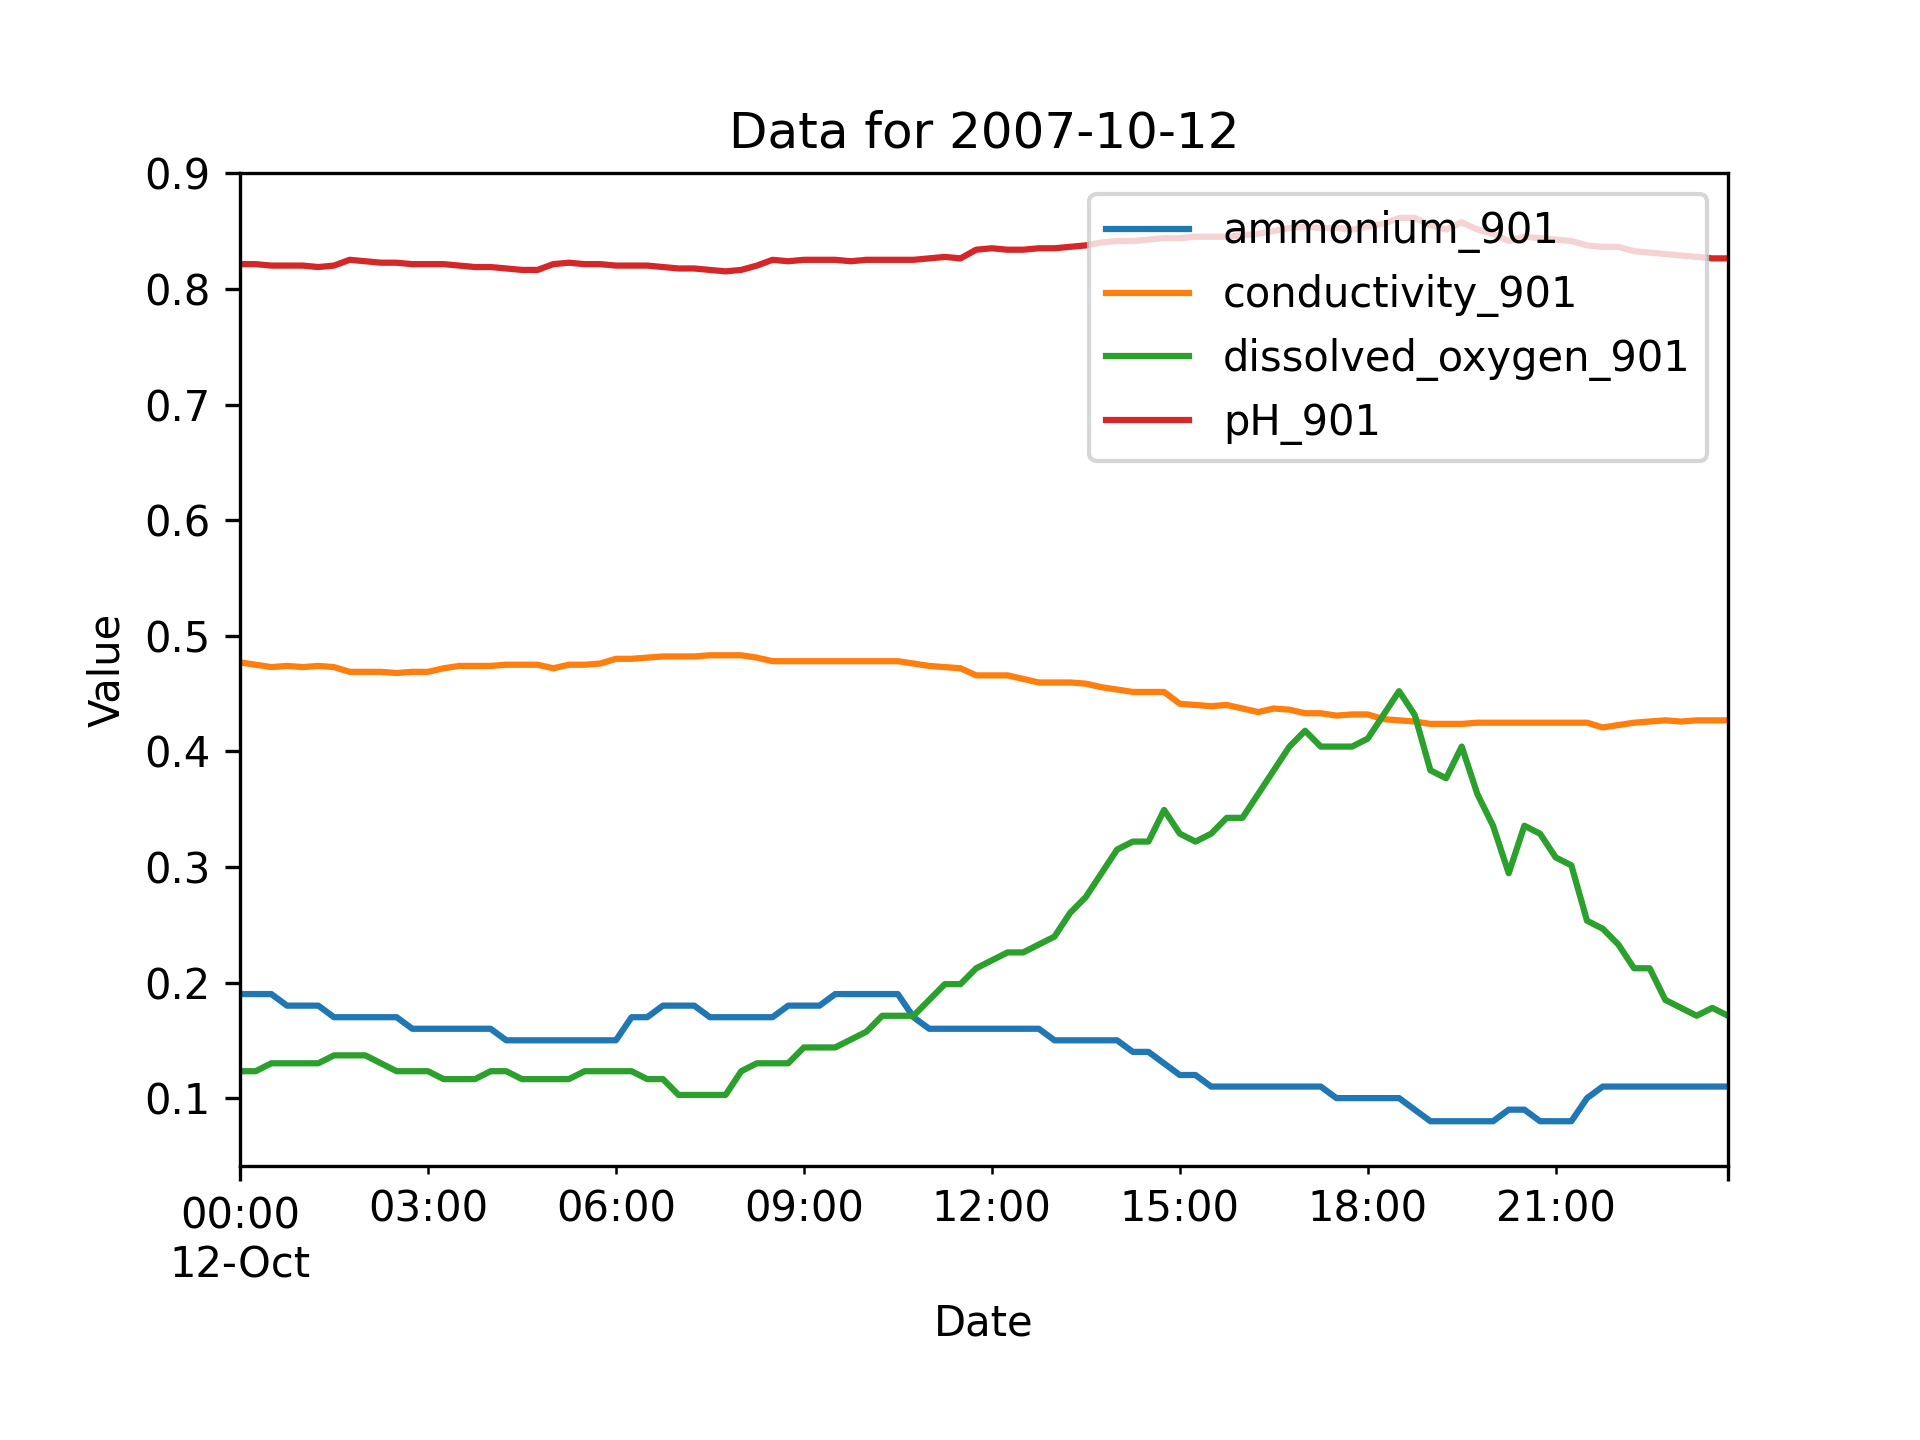 Data for 2007-10-12
0.9
0.8
0.7
0.6
0.5
0.4
0.3
0.2
0.1
Value
ammonium_901
conductivity_901
dissolved_oxygen_901
pH_901
00:00 03:00 06:00 09:00 12:00 15:00 18:00 21:00
12-Oct
Date